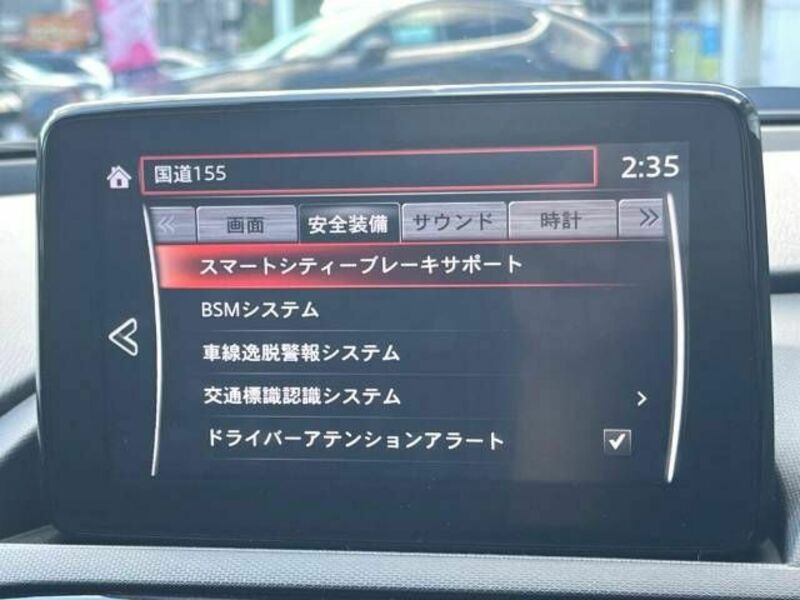 国道155
2:35
画面 安全装備 サウンド 時計
スマートシティーブレーキサポート
BSMシステム
車線逸脱警報システム
交通標識認識システム
ドライバーアテンションアラート